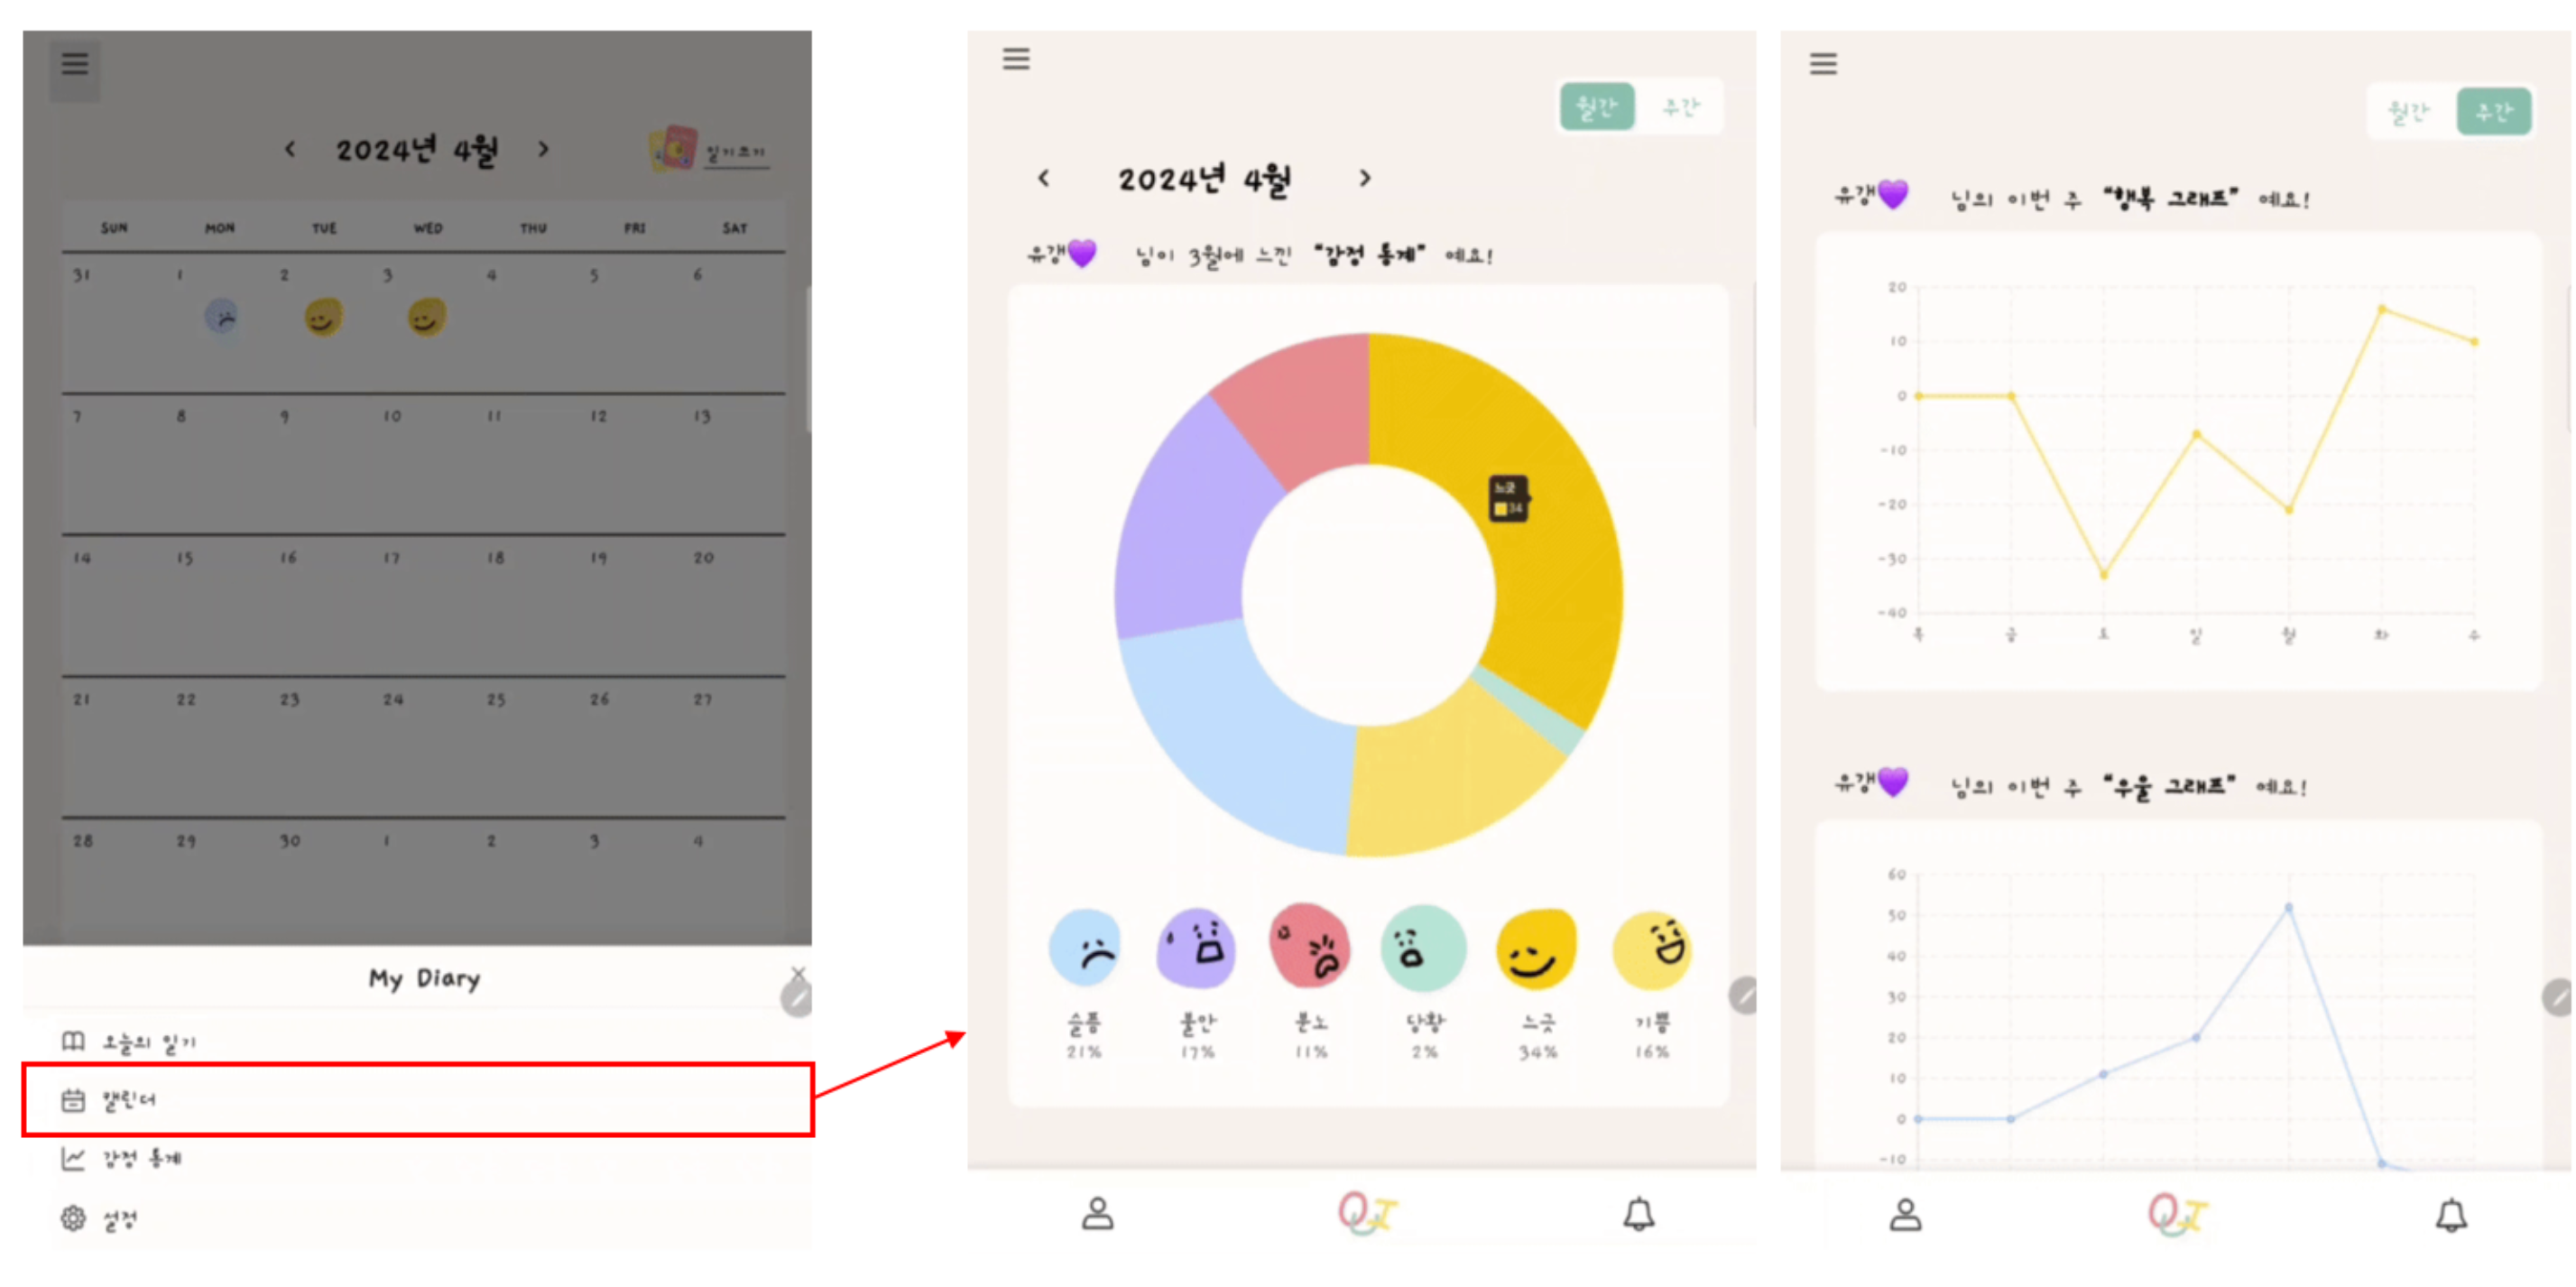 2024년 4월
일기쓰기
SUN MON TUE WED THU FRI SAT
31 1 2 3 4 5 6
7 8 9 10 11 12 13
14 15 16 17 18 19 20
21 22 23 24 25 26 27
28 29 30 1 2 3 4
My Diary
오늘의 일기
캘린더
감정 통계
설정
월간 주간
2024년 4월
유갱💜 님이 3월에 느낀 "감정 통계" 예요!
느긋
34
슬픔 불안 분노 당황 느긋 기쁨
21% 17% 11% 2% 34% 16%
QI
월간 주간
유갱💜 님의 이번 주 "행복 그래프" 예요!
20
10
0
-10
-20
-30
-40
목 금 토 일 월 화 수
유갱💜 님의 이번 주 "우울 그래프" 예요!
60
50
40
30
20
10
0
-10
QI